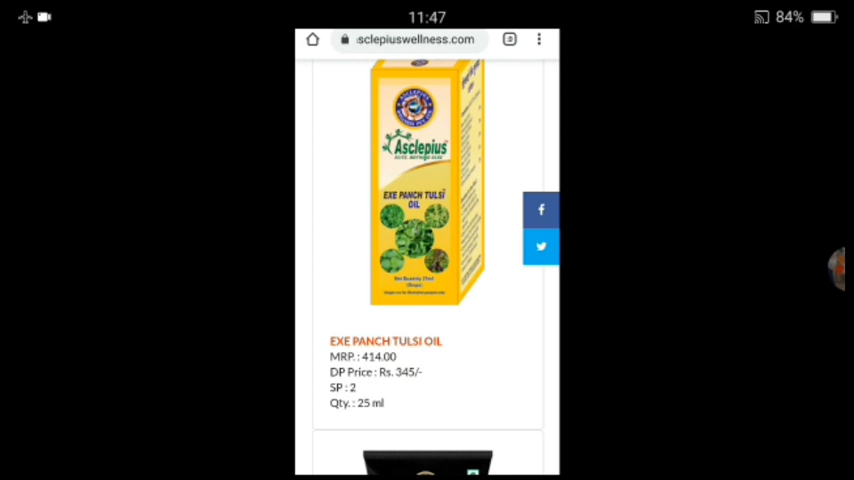 11:47
84%
sclepiuswellness.com
Asclepius
EXE PANCH TULSI
OIL
EXE PANCH TULSI OIL
MRP. : 414.00
DP Price : Rs. 345/-
SP : 2
Qty. : 25 ml